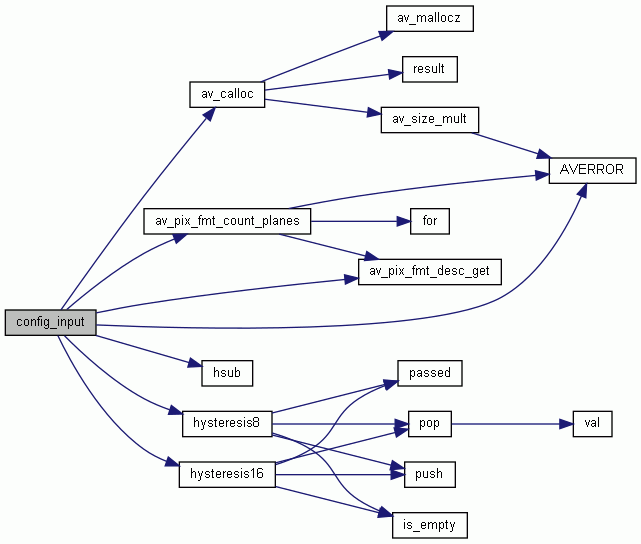 av_mallocz
result
av_calloc
av_size_mult
AVERROR
av_pix_fmt_count_planes
for
av_pix_fmt_desc_get
config_input
hsub
passed
hysteresis8
pop
val
hysteresis16
push
is_empty